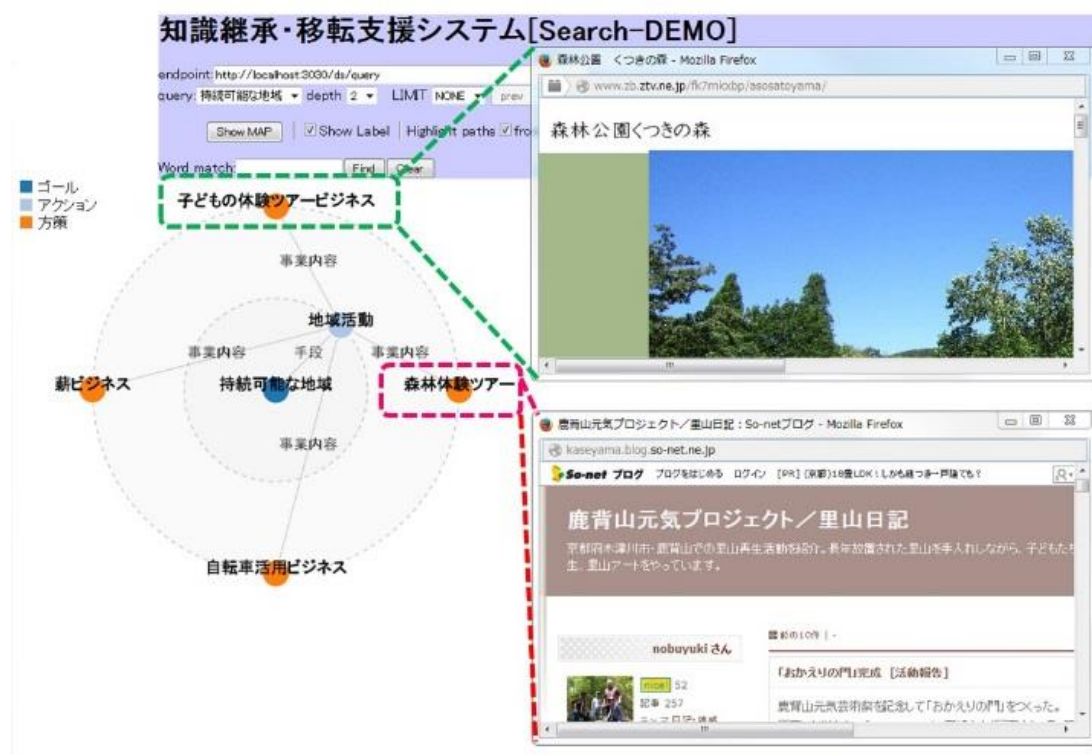 知識継承・移転支援システム[Search-DEMO]
endpoint: http://localhost:3030/ds/query
query: 持続可能な地域 depth 2 LIMIT NONE prev
Show MAP Show Label Highlight paths fro
Word match: Find Clear
ゴール
アクション
方策
子どもの体験ツアービジネス
事業内容
地域活動
事業内容 手段 事業内容
薪ビジネス 持続可能な地域 森林体験ツアー
事業内容
自転車活用ビジネス
森林公園 くつきの森 - Mozilla Firefox
www.zb.ztv.ne.jp/fk7mixxbp/asosatoyama/
森林公園くつきの森
鹿背山元気プロジェクト/里山日記:So-netブログ - Mozilla Firefox
kaseyama.blog.so-net.ne.jp
So-net ブログ ブログをはじめる ログイン [PR]
鹿背山元気プロジェクト/里山日記
京都府木津川市・鹿背山での里山再生活動を紹介。長年放置された里山を手入れしながら、子どもたち
生、里山アートをやっています。
前の10件 | -
nobuyuki さん
nice! 52
記事 257
「おかえりの門」完成 [活動報告]
鹿背山元気芸術祭を記念して「おかえりの門」をつくった。